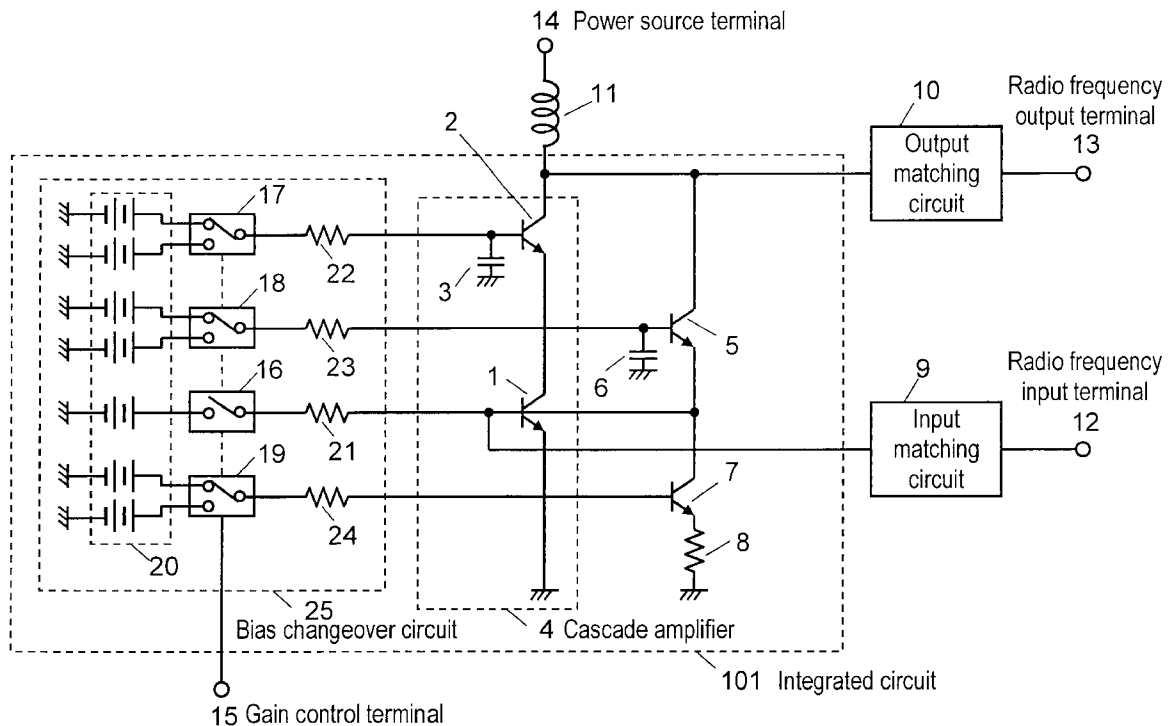 14 Power source terminal
11
2
10
Radio frequency
output terminal
13
Output
matching
circuit
17
22
3
18
23
5
6
16
1
21
9
Radio frequency
input terminal
12
Input
matching
circuit
19
24
7
8
20
25
Bias changeover circuit
4 Cascade amplifier
101 Integrated circuit
15 Gain control terminal